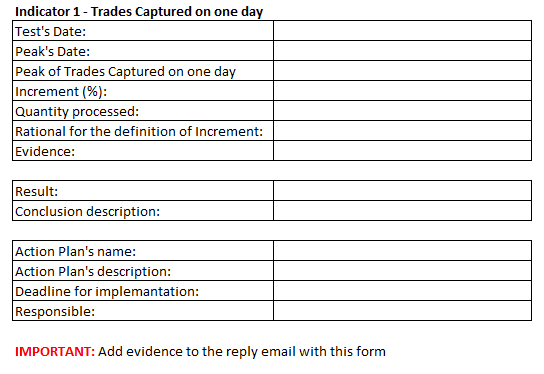 Indicator 1 - Trades Captured on one day
Test's Date:
Peak's Date:
Peak of Trades Captured on one day
Increment (%):
Quantity processed:
Rational for the definition of Increment:
Evidence:
Result:
Conclusion description:
Action Plan's name:
Action Plan's description:
Deadline for implemantation:
Responsible:
IMPORTANT: Add evidence to the reply email with this form